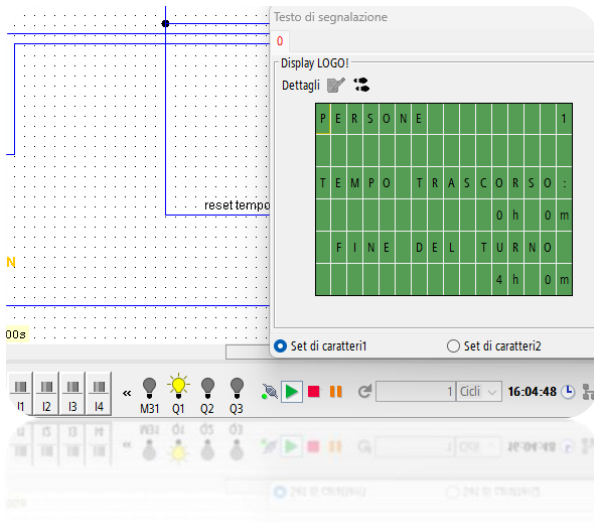 Testo di segnalazione
0
Display LOGO!
Dettagli
PERSONE 1
TEMPO TRASCORSO:
0h 0m
FINE DEL TURNO
4h 0m
reset tempo
N
00s
Set di caratteri1 Set di caratteri2
I1 I2 I3 I4 « M31 Q1 Q2 Q3 1 Cicli 16:04:48